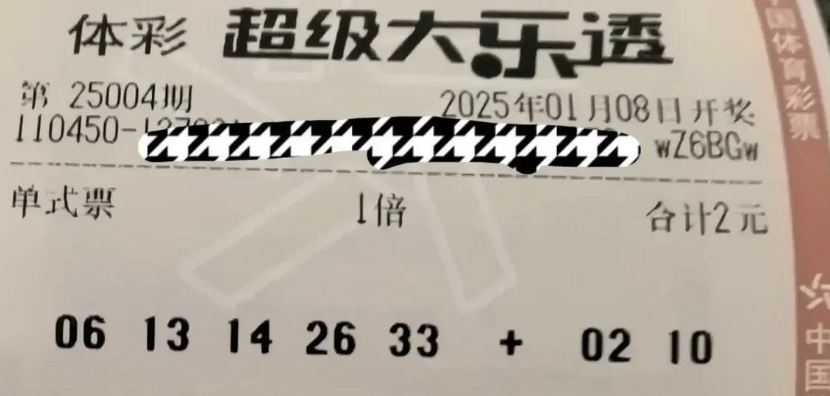 体彩 超级大乐透
第 25004期 2025年01月08日开奖
110450- wZ6BGw
单式票 1倍 合计2元
06 13 14 26 33 + 02 10
中国体育彩票
中国